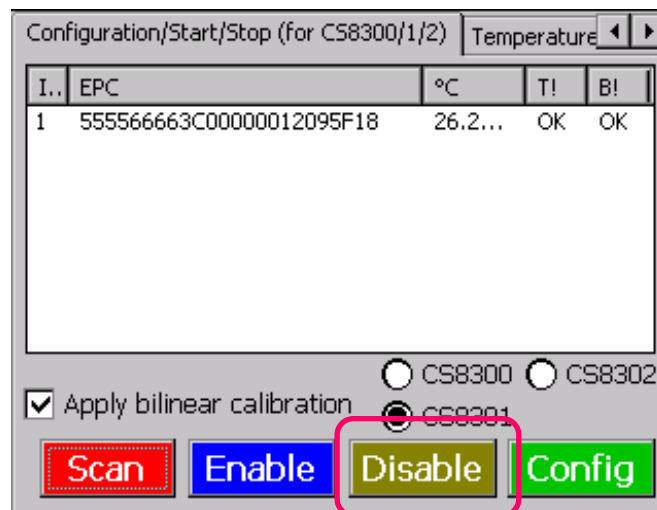 Configuration/Start/Stop (for CS8300/1/2) Temperature
I.. EPC °C T! B!
1 555566663C00000012095F18 26.2... OK OK
CS8300 CS8302
Apply bilinear calibration CS8301
Scan Enable Disable Config